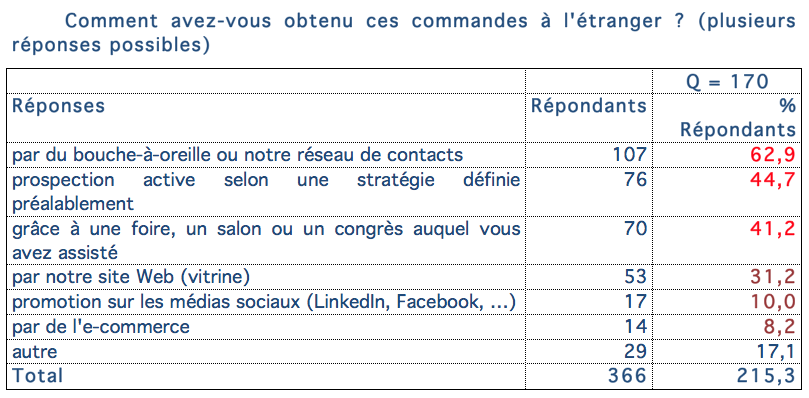 Comment avez-vous obtenu ces commandes à l'étranger ? (plusieurs
réponses possibles)
Q = 170
Réponses Répondants %
Répondants
par du bouche-à-oreille ou notre réseau de contacts 107 62,9
prospection active selon une stratégie définie 76 44,7
préalablement
grâce à une foire, un salon ou un congrès auquel vous 70 41,2
avez assisté
par notre site Web (vitrine) 53 31,2
promotion sur les médias sociaux (LinkedIn, Facebook, ...) 17 10,0
par de l'e-commerce 14 8,2
autre 29 17,1
Total 366 215,3